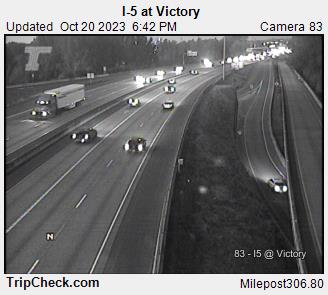 I-5 at Victory
Updated Oct 20 2023 6:42 PM Camera 83
N
83 - I5 @ Victory
TripCheck.com Milepost306.80